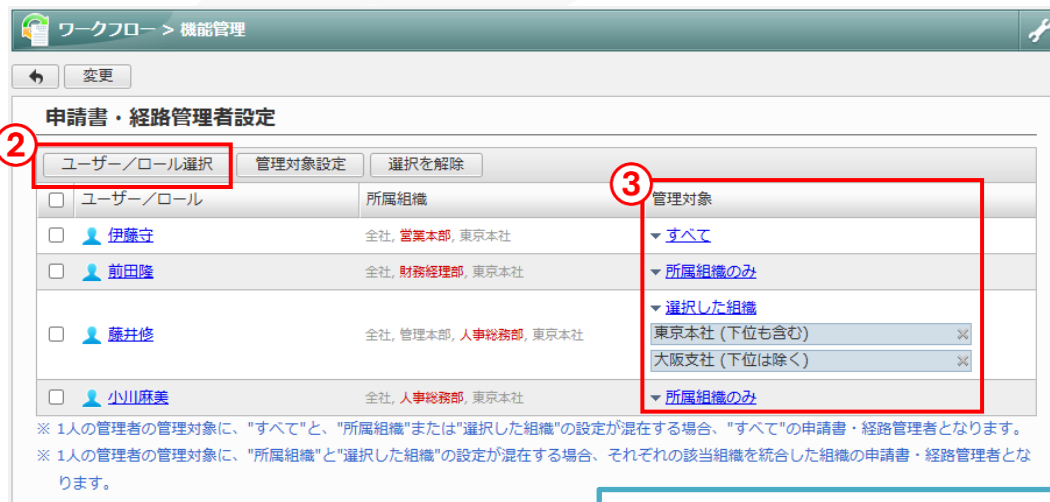 ワークフロー > 機能管理
変更
申請書・経路管理者設定
②
ユーザー／ロール選択 管理対象設定 選択を解除
③
ユーザー／ロール 所属組織 管理対象
伊藤守 全社, 営業本部, 東京本社 すべて
前田隆 全社, 財務経理部, 東京本社 所属組織のみ
選択した組織
藤井修 全社, 管理本部, 人事総務部, 東京本社 東京本社 (下位も含む)
大阪支社 (下位は除く)
小川麻美 全社, 人事総務部, 東京本社 所属組織のみ
※ 1人の管理者の管理対象に、"すべて"と、"所属組織"または"選択した組織"の設定が混在する場合、"すべて"の申請書・経路管理者となります。
※ 1人の管理者の管理対象に、"所属組織"と"選択した組織"の設定が混在する場合、それぞれの該当組織を統合した組織の申請書・経路管理者とな
ります。